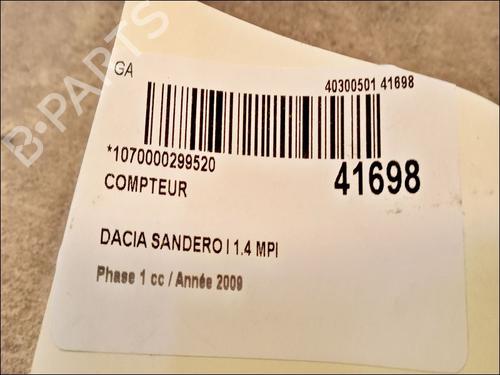 GA
40300501 41698
*1070000299520
41698
COMPTEUR
DACIA SANDERO I 1.4 MPI
Phase 1 cc / Année 2009
B-PARTS